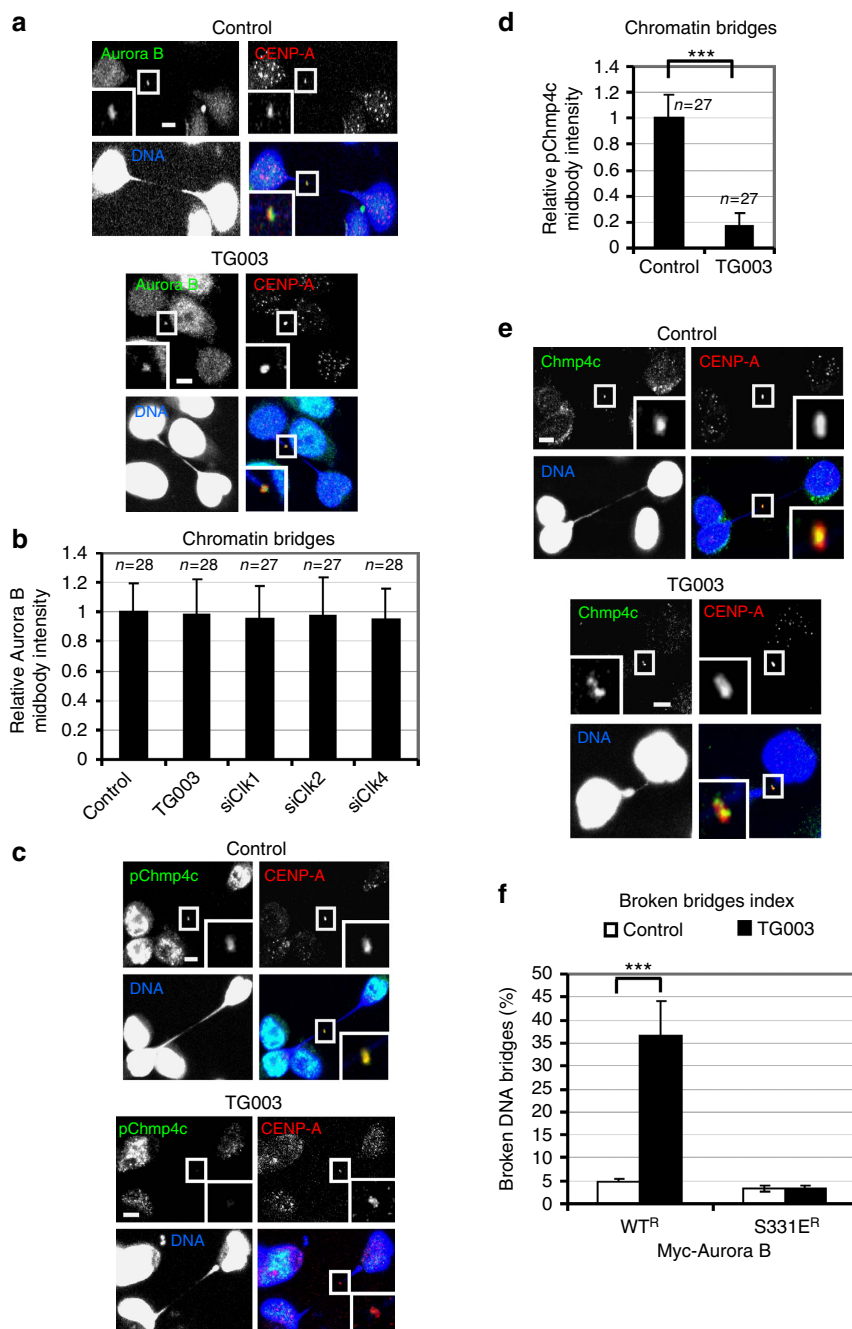 a
Control
Aurora B
CENP-A
DNA
TG003
Aurora B
CENP-A
DNA
b
Chromatin bridges
Relative Aurora B
midbody intensity
1.4
1.2
1
0.8
0.6
0.4
0.2
0
n=28
n=28
n=27
n=27
n=28
Control
TG003
siClk1
siClk2
siClk4
c
Control
pChmp4c
CENP-A
DNA
TG003
pChmp4c
CENP-A
DNA
d
Chromatin bridges
Relative pChmp4c
midbody intensity
1.4
1.2
1
0.8
0.6
0.4
0.2
0
***
n=27
n=27
Control
TG003
e
Control
Chmp4c
CENP-A
DNA
TG003
Chmp4c
CENP-A
DNA
f
Broken bridges index
Control
TG003
Broken DNA bridges (%)
50
45
40
35
30
25
20
15
10
5
0
***
WTᴿ
S331Eᴿ
Myc-Aurora B